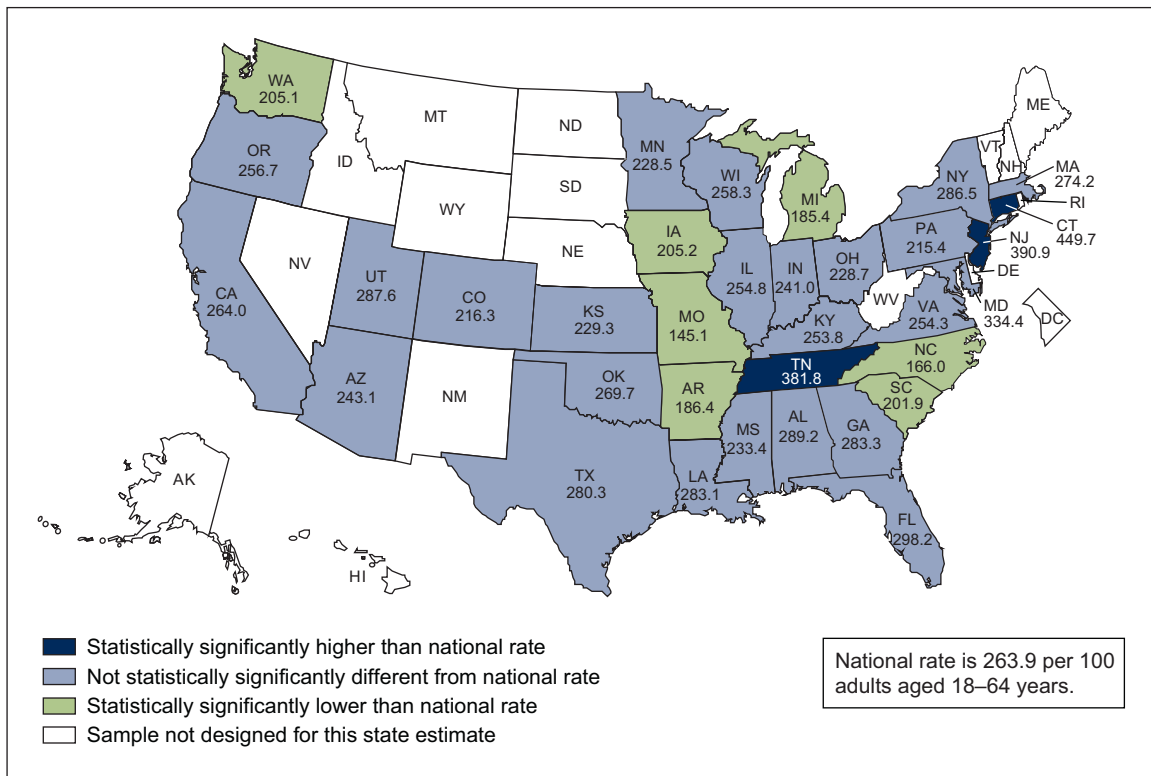 WA
205.1
MT
ND
MN
228.5
ME
VT
NH
OR
256.7
ID
SD
WI
258.3
MI
185.4
NY
286.5
MA
274.2
RI
CT
449.7
WY
IA
205.2
PA
215.4
NJ
390.9
NE
NV
UT
287.6
CO
216.3
IL
254.8
IN
241.0
OH
228.7
DE
CA
264.0
KS
229.3
MO
145.1
WV
VA
254.3
MD
334.4
DC
KY
253.8
AZ
243.1
NM
OK
269.7
AR
186.4
TN
381.8
NC
166.0
SC
201.9
MS
233.4
AL
289.2
GA
283.3
TX
280.3
LA
283.1
FL
298.2
AK
HI
Statistically significantly higher than national rate
Not statistically significantly different from national rate
Statistically significantly lower than national rate
Sample not designed for this state estimate
National rate is 263.9 per 100
adults aged 18–64 years.